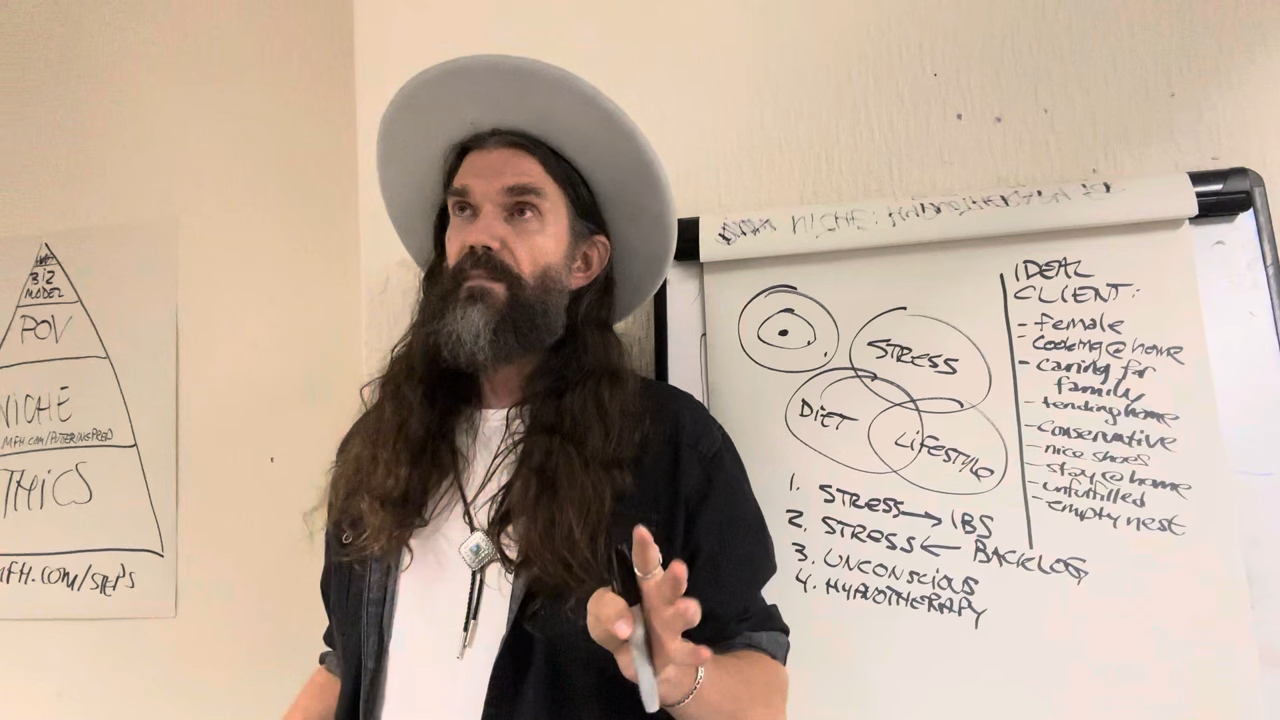 BIZ
MODEL
POV
NICHE
MFH.COM/PUTTERINGPRED
THICS
MFH.COM/STEPS
NICHE: HYPNOTHERAPY
STRESS
DIET
LIFESTYLE
1. STRESS → IBS
2. STRESS ← BACKLOG
3. UNCONSCIOUS
4. HYPNOTHERAPY
IDEAL
CLIENT:
- female
- cooking @ home
- caring for
family
- tending home
- conservative
- nice shoes
- stay @ home
- unfulfilled
- empty nest